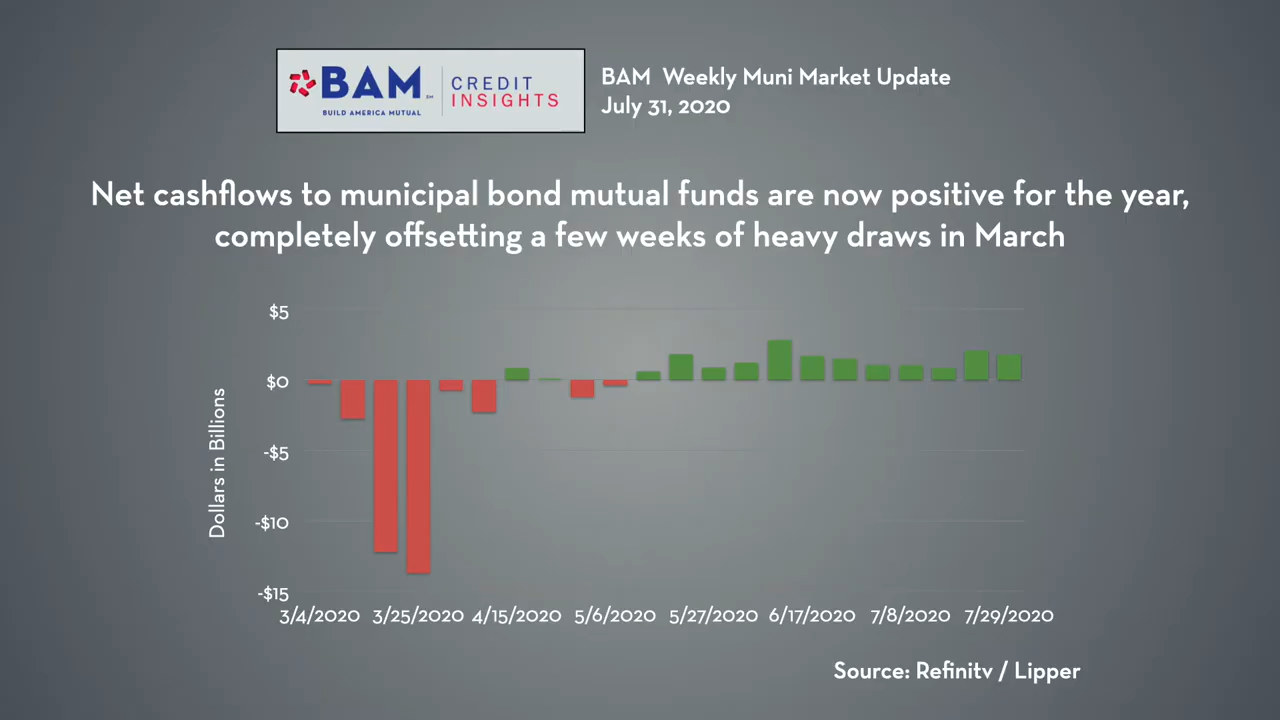 BAM
SM
BUILD AMERICA MUTUAL
CREDIT
INSIGHTS
BAM Weekly Muni Market Update
July 31, 2020
Net cashflows to municipal bond mutual funds are now positive for the year,
completely offsetting a few weeks of heavy draws in March
Dollars in Billions
$5
$0
-$5
-$10
-$15
3/4/2020 3/25/2020 4/15/2020 5/6/2020 5/27/2020 6/17/2020 7/8/2020 7/29/2020
Source: Refinitv / Lipper